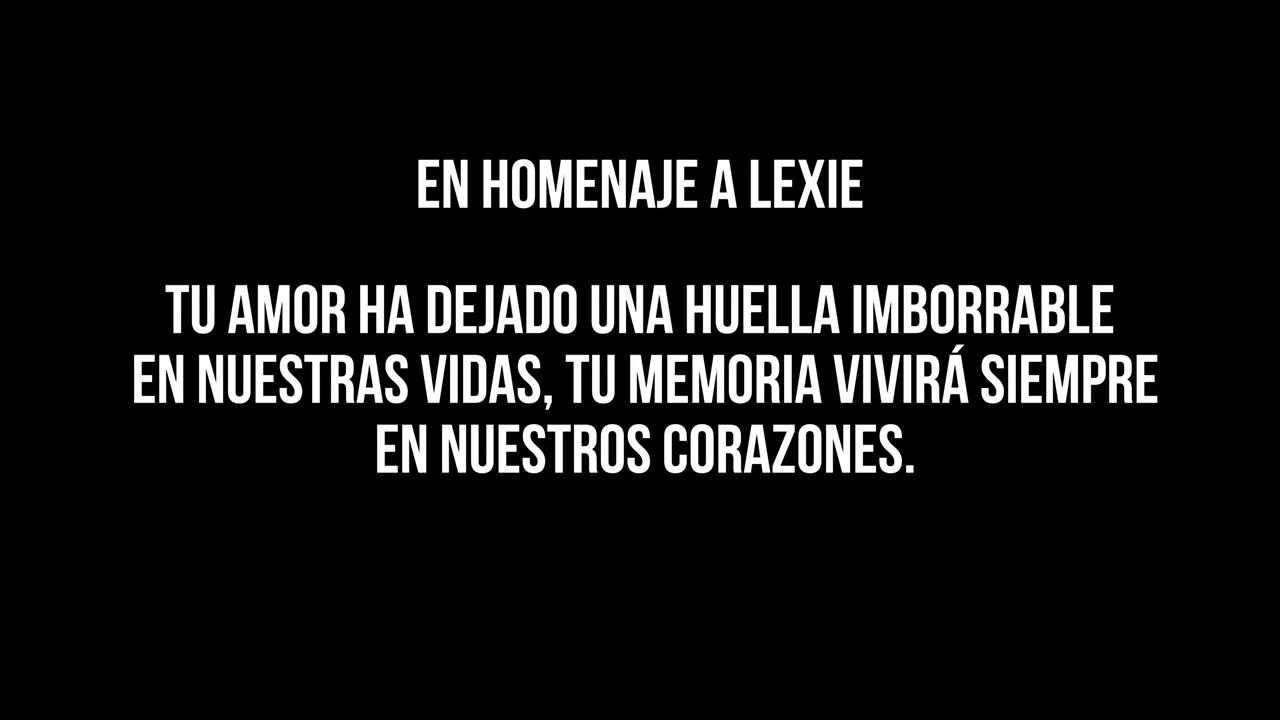 EN HOMENAJE A LEXIE
TU AMOR HA DEJADO UNA HUELLA IMBORRABLE
EN NUESTRAS VIDAS, TU MEMORIA VIVIRÁ SIEMPRE
EN NUESTROS CORAZONES.